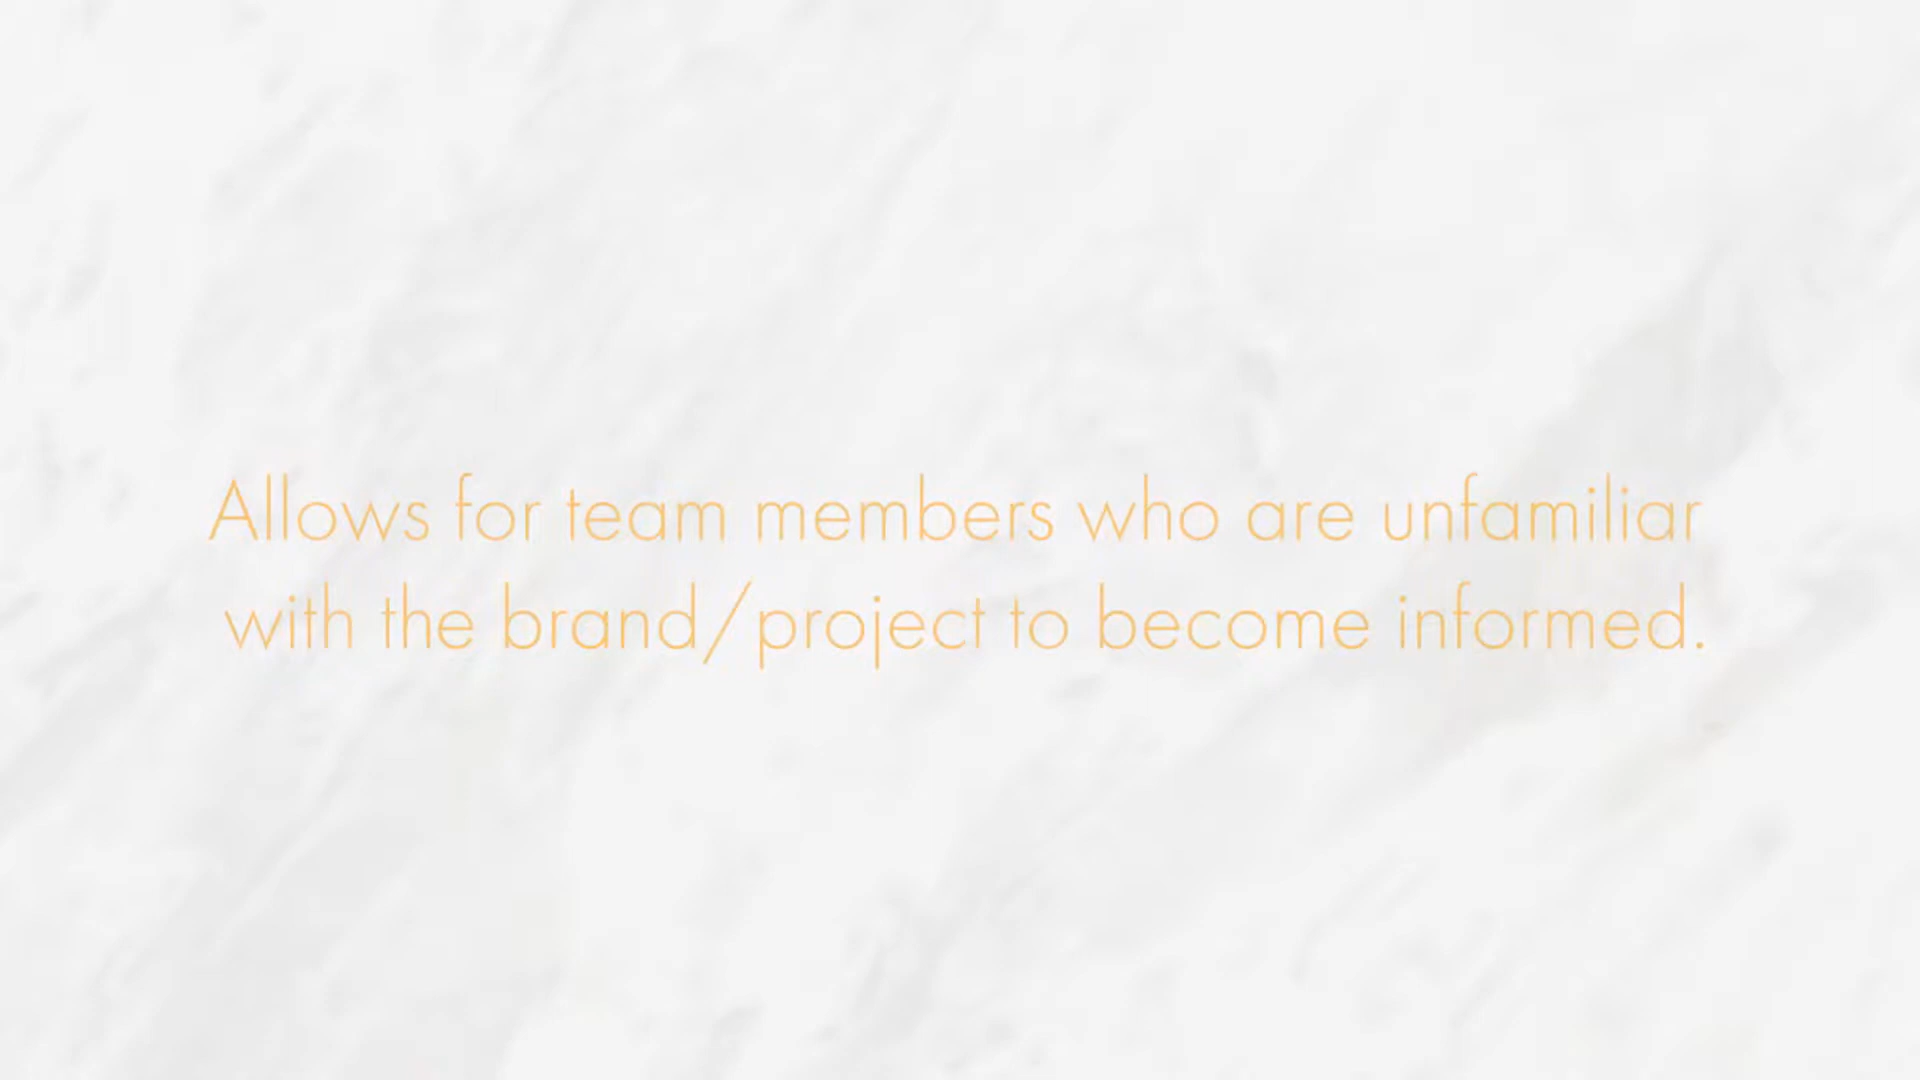 Allows for team members who are unfamiliar
with the brand/project to become informed.